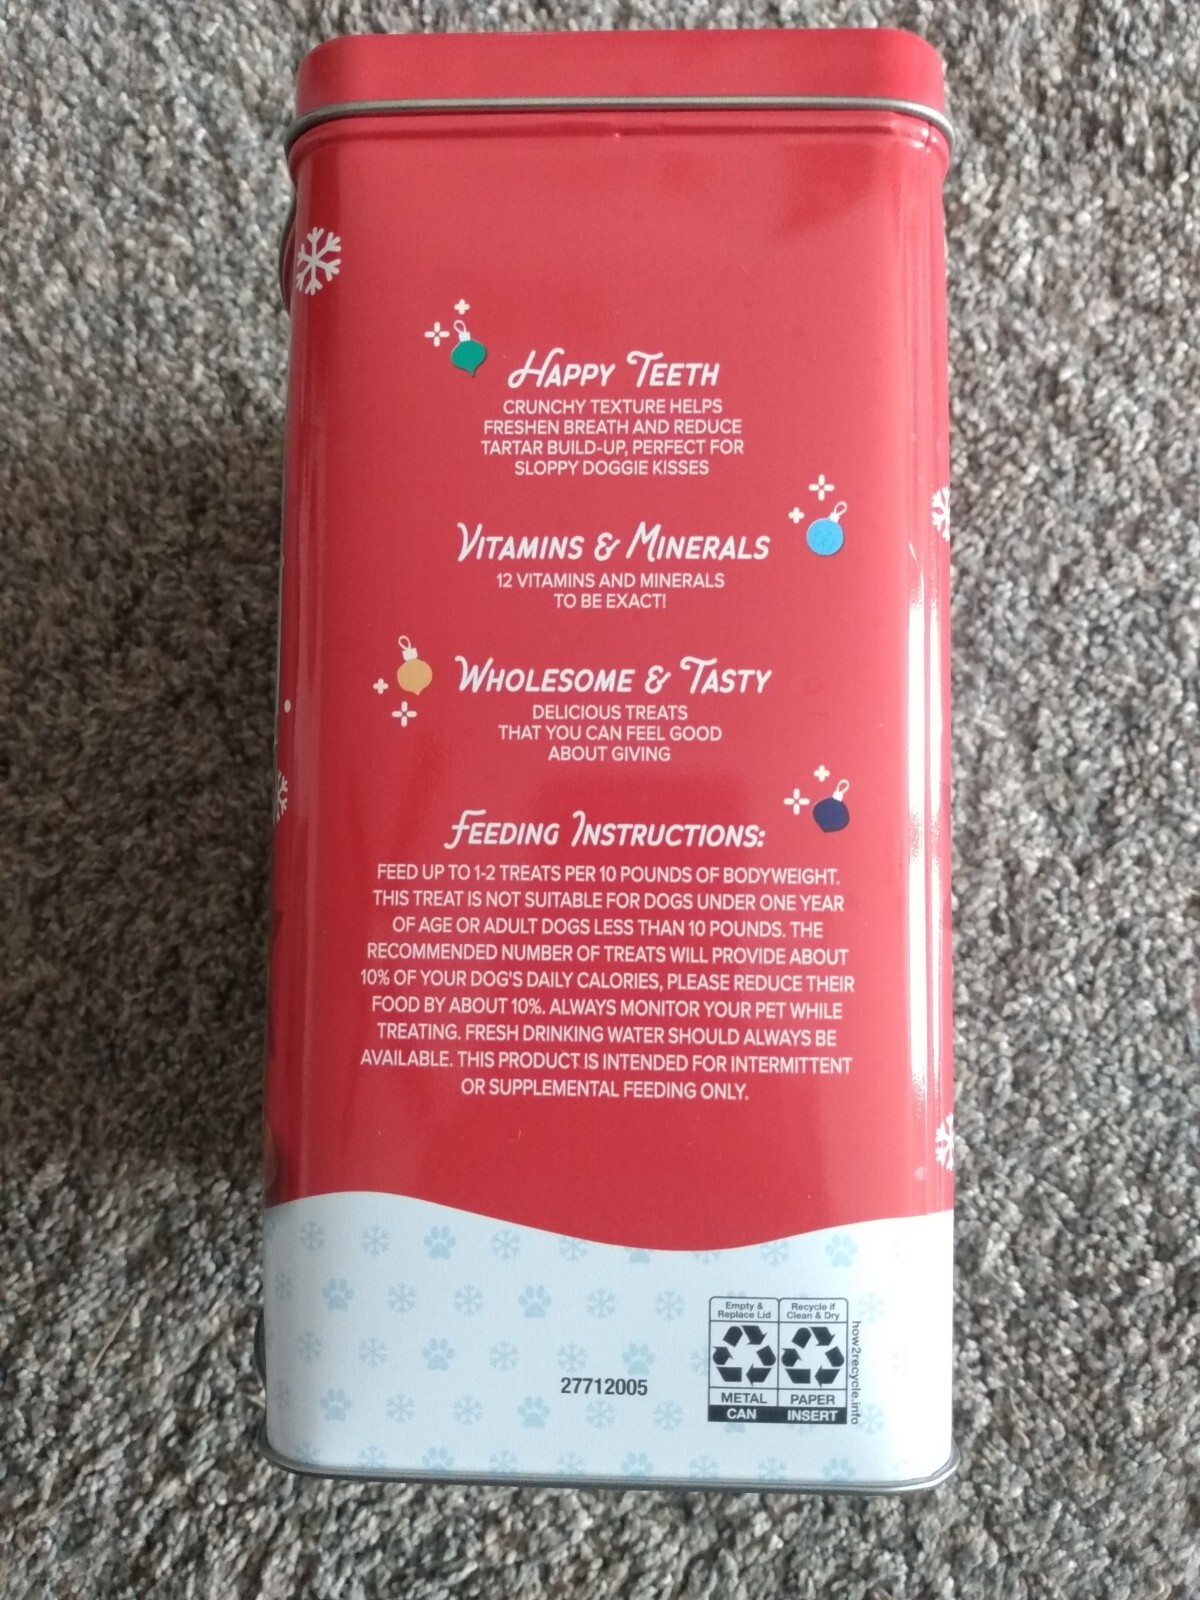 HAPPY TEETH
CRUNCHY TEXTURE HELPS
FRESHEN BREATH AND REDUCE
TARTAR BUILD-UP, PERFECT FOR
SLOPPY DOGGIE KISSES
VITAMINS & MINERALS
12 VITAMINS AND MINERALS
TO BE EXACT!
WHOLESOME & TASTY
DELICIOUS TREATS
THAT YOU CAN FEEL GOOD
ABOUT GIVING
FEEDING INSTRUCTIONS:
FEED UP TO 1-2 TREATS PER 10 POUNDS OF BODYWEIGHT.
THIS TREAT IS NOT SUITABLE FOR DOGS UNDER ONE YEAR
OF AGE OR ADULT DOGS LESS THAN 10 POUNDS. THE
RECOMMENDED NUMBER OF TREATS WILL PROVIDE ABOUT
10% OF YOUR DOG'S DAILY CALORIES, PLEASE REDUCE THEIR
FOOD BY ABOUT 10%. ALWAYS MONITOR YOUR PET WHILE
TREATING. FRESH DRINKING WATER SHOULD ALWAYS BE
AVAILABLE. THIS PRODUCT IS INTENDED FOR INTERMITTENT
OR SUPPLEMENTAL FEEDING ONLY.
27712005
Empty &
Replace Lid
METAL
CAN
Recycle if
Clean & Dry
PAPER
INSERT
how2recycle.info